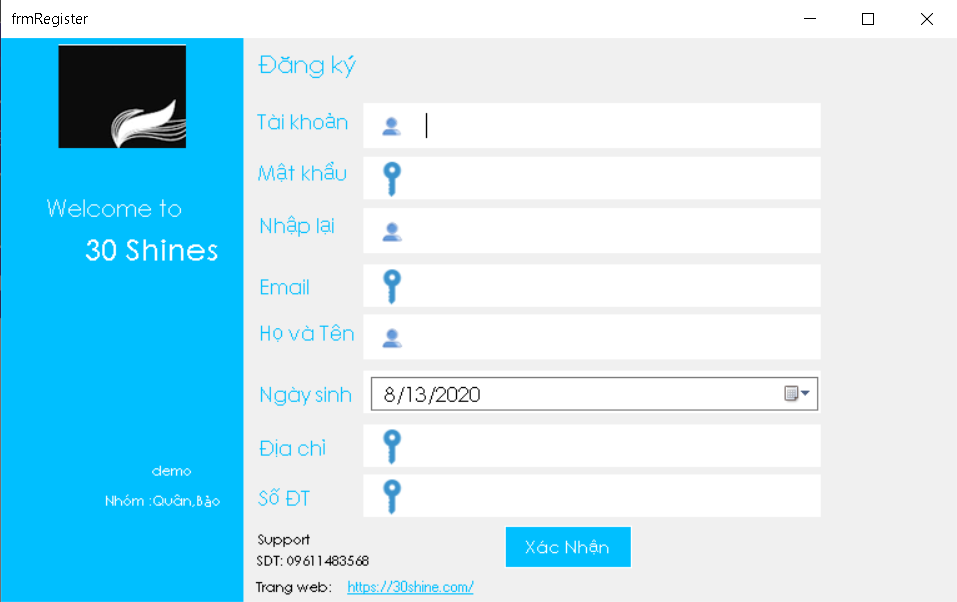 frmRegister
Welcome to
30 Shines
demo
Nhóm :Quân,Bảo
Đăng ký
Tài khoản
Mật khẩu
Nhập lại
Email
Họ và Tên
Ngày sinh
8/13/2020
Địa chỉ
Số ĐT
Support
SDT: 09611483568
Xác Nhận
Trang web: https://30shine.com/